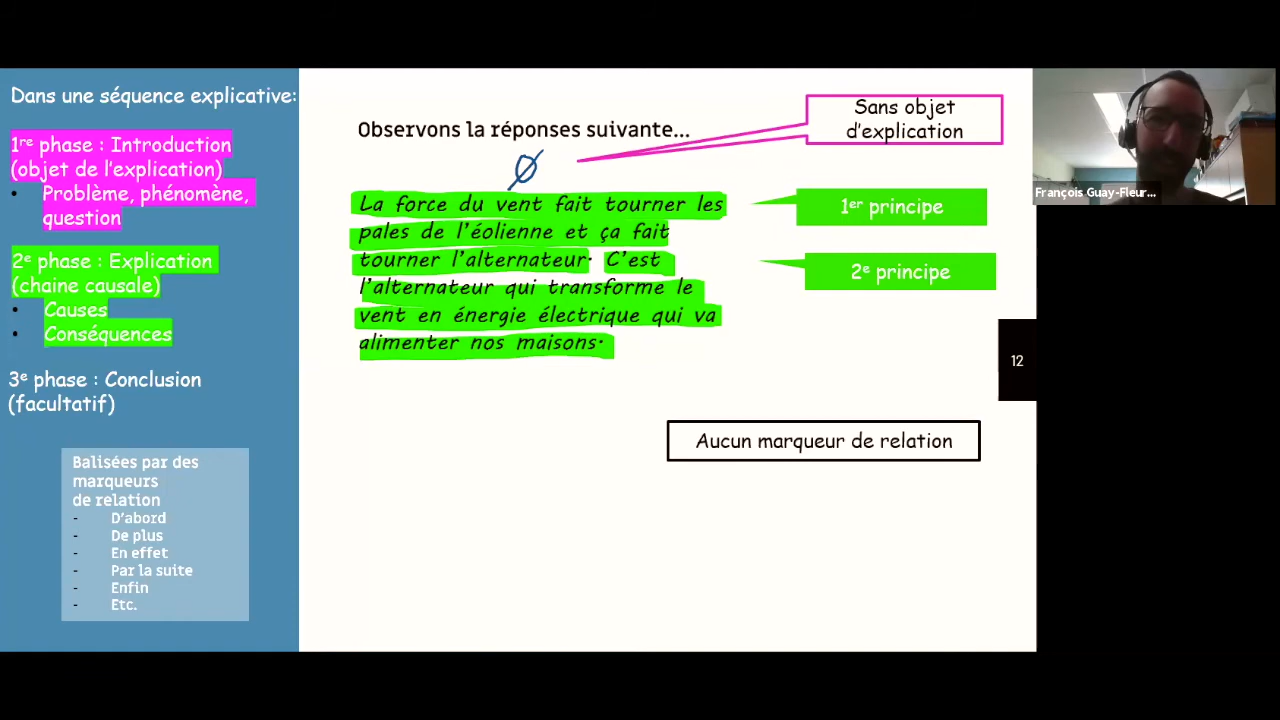 Dans une séquence explicative:
1re phase : Introduction
(objet de l'explication)
• Problème, phénomène,
question
2e phase : Explication
(chaine causale)
• Causes
• Conséquences
3e phase : Conclusion
(facultatif)
Balisées par des
marqueurs
de relation
- D'abord
- De plus
- En effet
- Par la suite
- Enfin
- Etc.
Observons la réponses suivante...
Sans objet
d'explication
Ø
La force du vent fait tourner les
pales de l'éolienne et ça fait
tourner l'alternateur. C'est
l'alternateur qui transforme le
vent en énergie électrique qui va
alimenter nos maisons.
1er principe
2e principe
Aucun marqueur de relation
12
François Guay-Fleur...